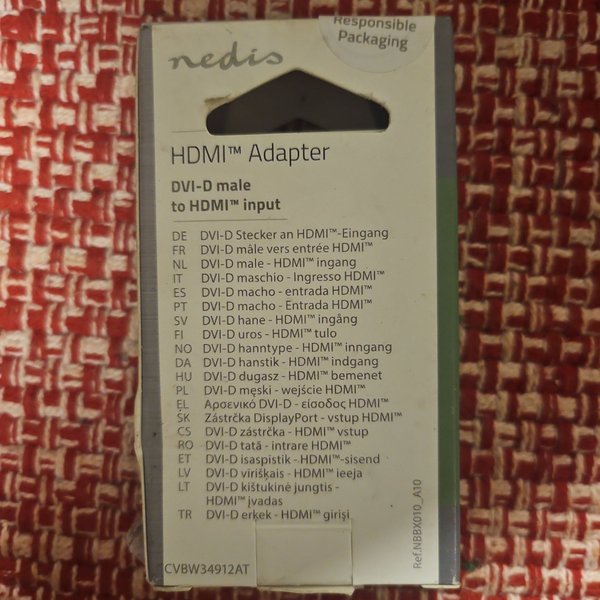 Responsible
Packaging
nedis
HDMI™ Adapter
DVI-D male
to HDMI™ input
DE DVI-D Stecker an HDMI™-Eingang
FR DVI-D mâle vers entrée HDMI™
NL DVI-D male - HDMI™ ingang
IT DVI-D maschio - Ingresso HDMI™
ES DVI-D macho - entrada HDMI™
PT DVI-D macho - Entrada HDMI™
SV DVI-D hane - HDMI™ ingång
FI DVI-D uros - HDMI™ tulo
NO DVI-D hanntype - HDMI™ inngang
DA DVI-D hanstik - HDMI™ indgang
HU DVI-D dugasz - HDMI™ bemenet
PL DVI-D męski - wejście HDMI™
EL Αρσενικό DVI-D - είσοδος HDMI™
SK Zástrčka DisplayPort - vstup HDMI™
CS DVI-D zástrčka - HDMI™ vstup
RO DVI-D tată - intrare HDMI™
ET DVI-D isaspistik - HDMI™-sisend
LV DVI-D virišķais - HDMI™ ieeja
LT DVI-D kištukinė jungtis -
HDMI™ įvadas
TR DVI-D erkek - HDMI™ girişi
CVBW34912AT
Ref.NBBX010_A10